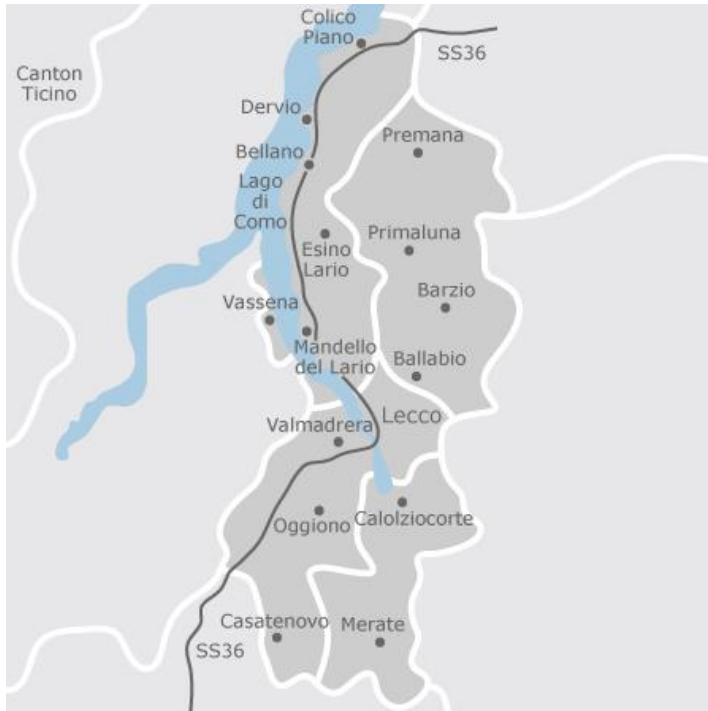 Colico
Piano
SS36
Canton
Ticino
Dervio
Premana
Bellano
Lago
di
Como
Primaluna
Esino
Lario
Barzio
Vassena
Mandello
del Lario
Ballabio
Lecco
Valmadrera
Oggiono
Calolziocorte
Casatenovo
Merate
SS36